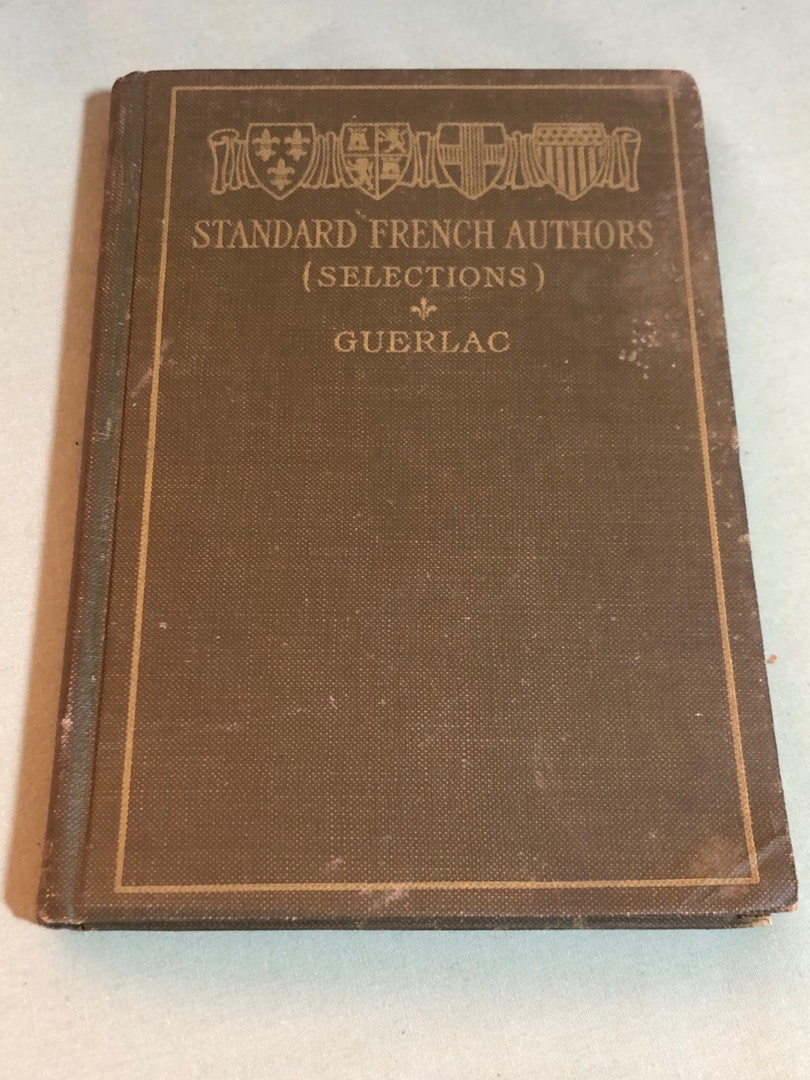 STANDARD FRENCH AUTHORS
(SELECTIONS)
GUERLAC